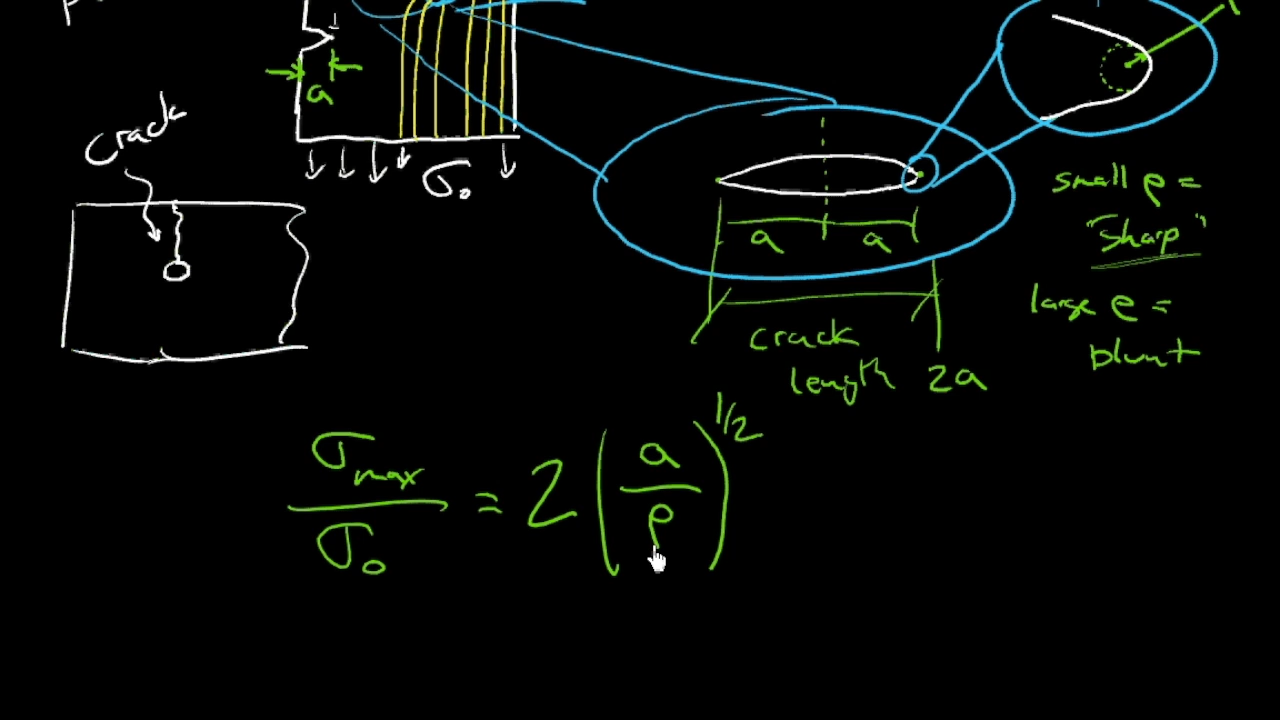 a
crack
σ₀
a a
small ρ =
"sharp"
large ρ =
blunt
crack
length 2a
σmax / σ₀ = 2 (a / ρ)^1/2